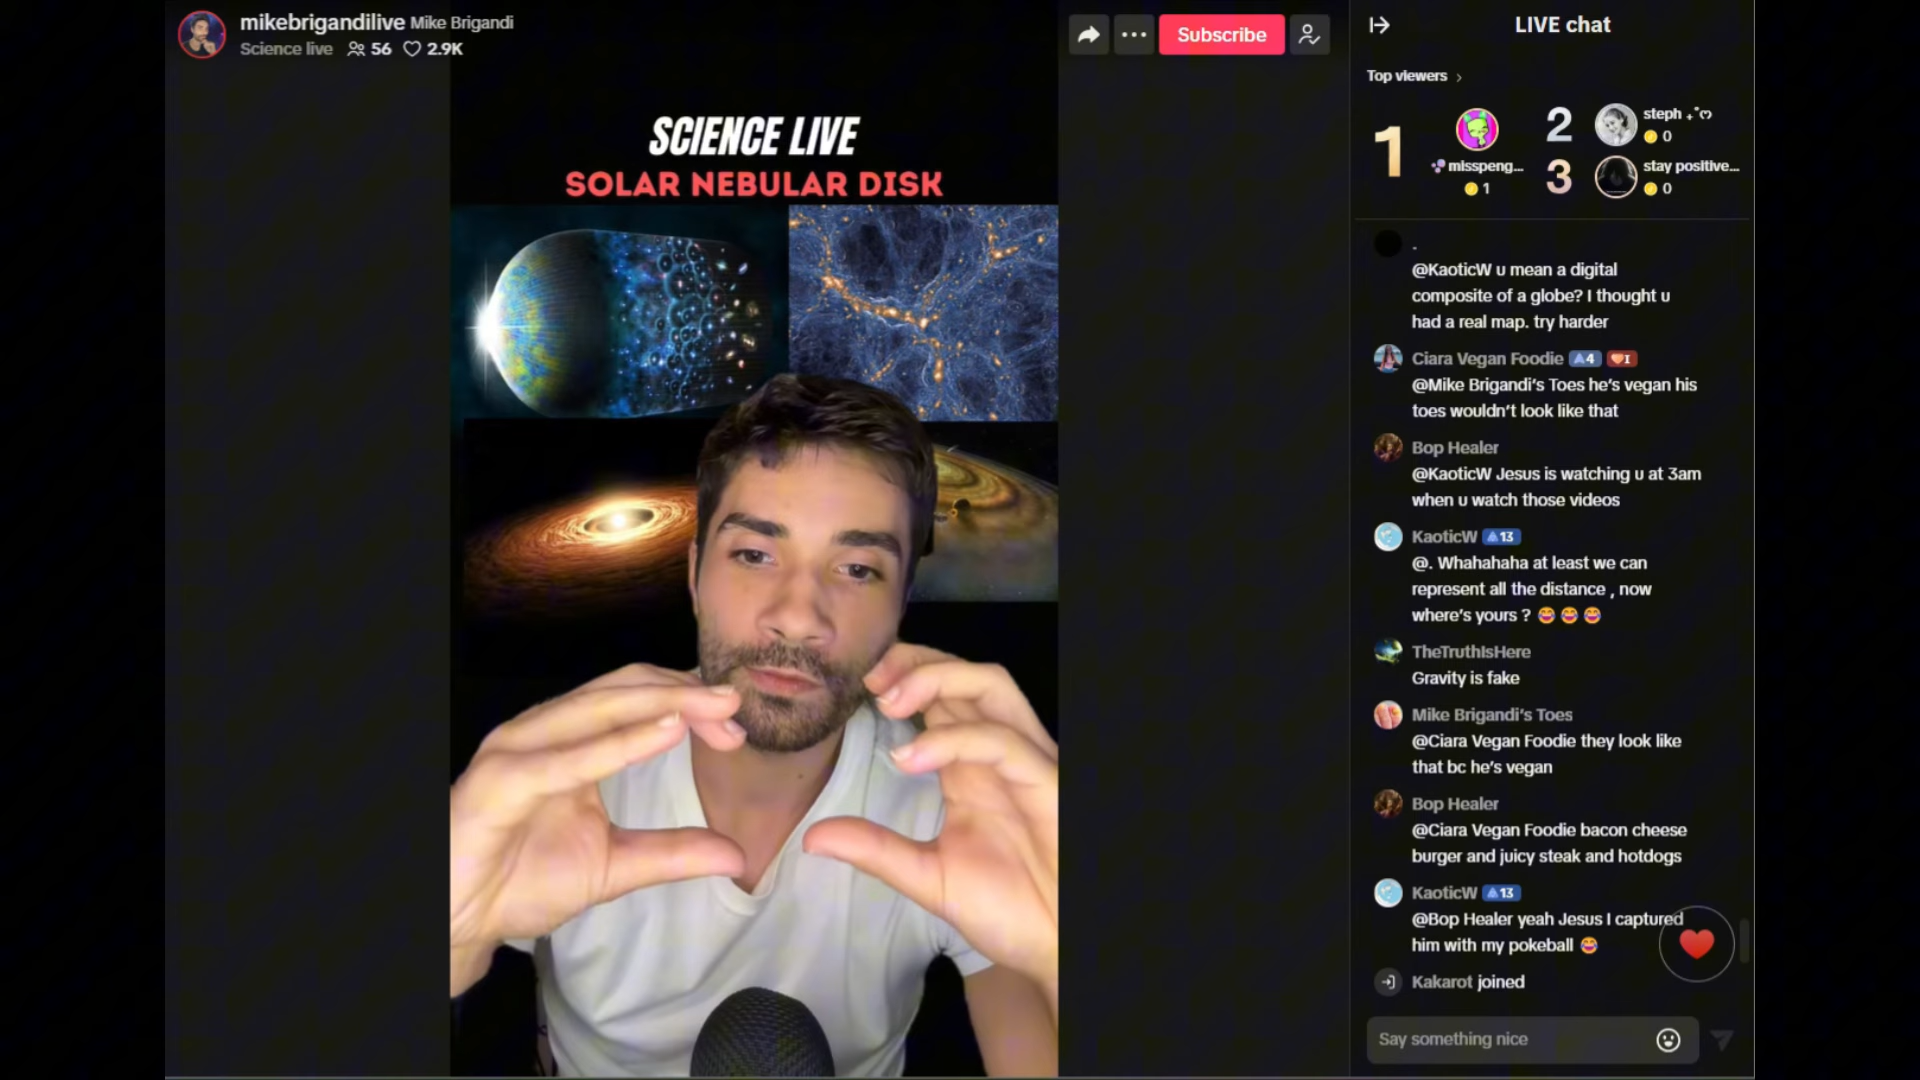 mikebrigandilive Mike Brigandi
Science live 56 2.9K
Subscribe
SCIENCE LIVE
SOLAR NEBULAR DISK
LIVE chat
Top viewers
1
misspeng...
1
2
steph
0
3
stay positive...
0
.
@KaoticW u mean a digital
composite of a globe? I thought u
had a real map. try harder
Ciara Vegan Foodie 4 I
@Mike Brigandi's Toes he's vegan his
toes wouldn't look like that
Bop Healer
@KaoticW Jesus is watching u at 3am
when u watch those videos
KaoticW 13
@. Whahahaha at least we can
represent all the distance , now
where's yours ? 😂 😂 😂
TheTruthIsHere
Gravity is fake
Mike Brigandi's Toes
@Ciara Vegan Foodie they look like
that bc he's vegan
Bop Healer
@Ciara Vegan Foodie bacon cheese
burger and juicy steak and hotdogs
KaoticW 13
@Bop Healer yeah Jesus I captured
him with my pokeball 😂
Kakarot joined
Say something nice